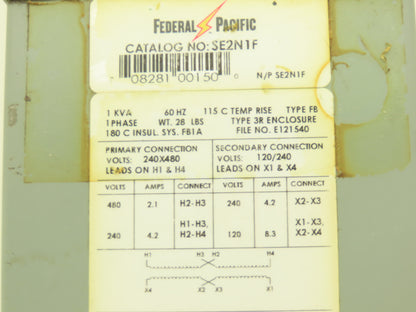 FEDERAL PACIFIC
CATALOG NO: SE2N1F
08281 00150
N/P SE2N1F
1 KVA 60 HZ 115 C TEMP RISE TYPE FB
1 PHASE WT. 28 LBS TYPE 3R ENCLOSURE
180 C INSUL. SYS. FB1A FILE NO. E121540
PRIMARY CONNECTION SECONDARY CONNECTION
VOLTS: 240X480 VOLTS: 120/240
LEADS ON H1 & H4 LEADS ON X1 & X4
VOLTS AMPS CONNECT VOLTS AMPS CONNECT
480 2.1 H2-H3 240 4.2 X2-X3
H1-H3, X1-X3,
240 4.2 H2-H4 120 8.3 X2-X4
H1 H3 H2 H4
X4 X2 X3 X1